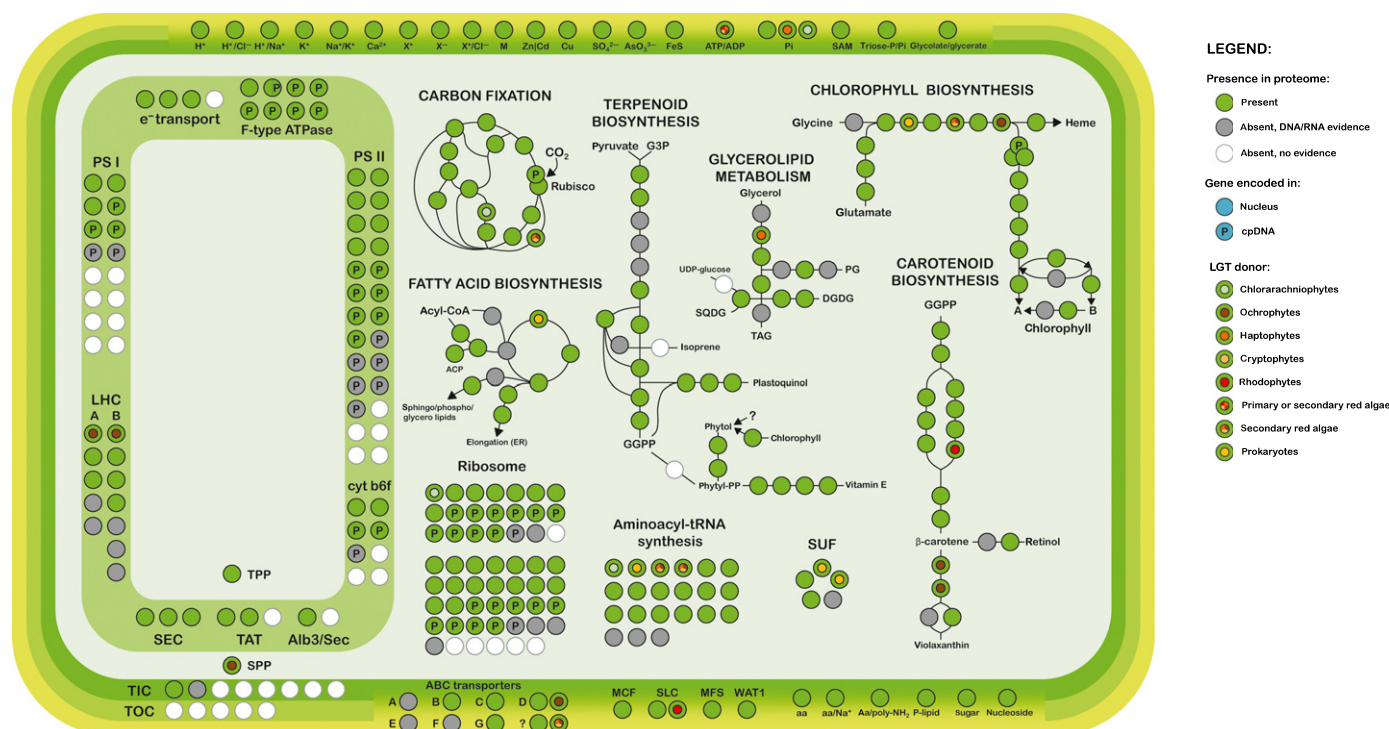 H⁺ H⁺/Cl⁻ H⁺/Na⁺ K⁺ Na⁺/K⁺ Ca²⁺ X⁺ X⁻ X⁺/Cl⁻ M Zn|Cd Cu SO₄²⁻ AsO₃³⁻ FeS ATP/ADP Pi SAM Triose-P/Pi Glycolate/glycerate
e⁻ transport
P P P
P P P P
F-type ATPase
PS I
P
P P
P P
PS II
P P
P P
P P
P P
P P
P P
P
LHC
A B
cyt b6f
P P
P
TPP
SEC TAT Alb3/Sec
SPP
TIC
TOC
CARBON FIXATION
CO₂
P
Rubisco
FATTY ACID BIOSYNTHESIS
Acyl-CoA
ACP
Sphingo/phospho/
glycero lipids
Elongation (ER)
TERPENOID
BIOSYNTHESIS
Pyruvate G3P
Isoprene
Plastoquinol
GGPP
Phytol
?
Chlorophyll
Phytyl-PP
Vitamin E
GLYCEROLIPID
METABOLISM
Glycerol
UDP-glucose
PG
SQDG
DGDG
TAG
CHLOROPHYLL BIOSYNTHESIS
Glycine
Heme
P
Glutamate
A B
Chlorophyll
CAROTENOID
BIOSYNTHESIS
GGPP
β-carotene
Retinol
Violaxanthin
Ribosome
P P P P P P
P P P P P
P P P P P P
P P P P P
Aminoacyl-tRNA
synthesis
SUF
ABC transporters
A B C D
E F G ?
MCF SLC MFS WAT1
aa aa/Na⁺ Aa/poly-NH₂ P-lipid Sugar Nucleoside
LEGEND:
Presence in proteome:
Present
Absent, DNA/RNA evidence
Absent, no evidence
Gene encoded in:
Nucleus
P cpDNA
LGT donor:
Chlorarachniophytes
Ochrophytes
Haptophytes
Cryptophytes
Rhodophytes
Primary or secondary red algae
Secondary red algae
Prokaryotes